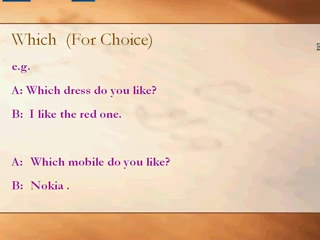 Which  (For Choice)
e.g.
A: Which dress do you like?
B:  I like the red one.
A:  Which mobile do you like?
B:  Nokia .